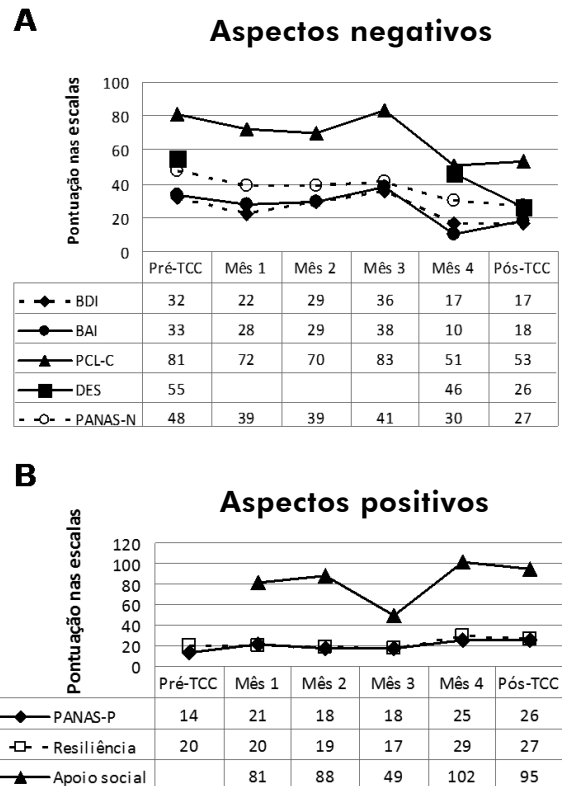 A
Aspectos negativos
Pontuação nas escalas
100
80
60
40
20
0
Pré-TCC Mês 1 Mês 2 Mês 3 Mês 4 Pós-TCC
BDI 32 22 29 36 17 17
BAI 33 28 29 38 10 18
PCL-C 81 72 70 83 51 53
DES 55 46 26
PANAS-N 48 39 39 41 30 27
B
Aspectos positivos
Pontuação nas escalas
120
100
80
60
40
20
0
Pré-TCC Mês 1 Mês 2 Mês 3 Mês 4 Pós-TCC
PANAS-P 14 21 18 18 25 26
Resiliência 20 20 19 17 29 27
Apoio social 81 88 49 102 95